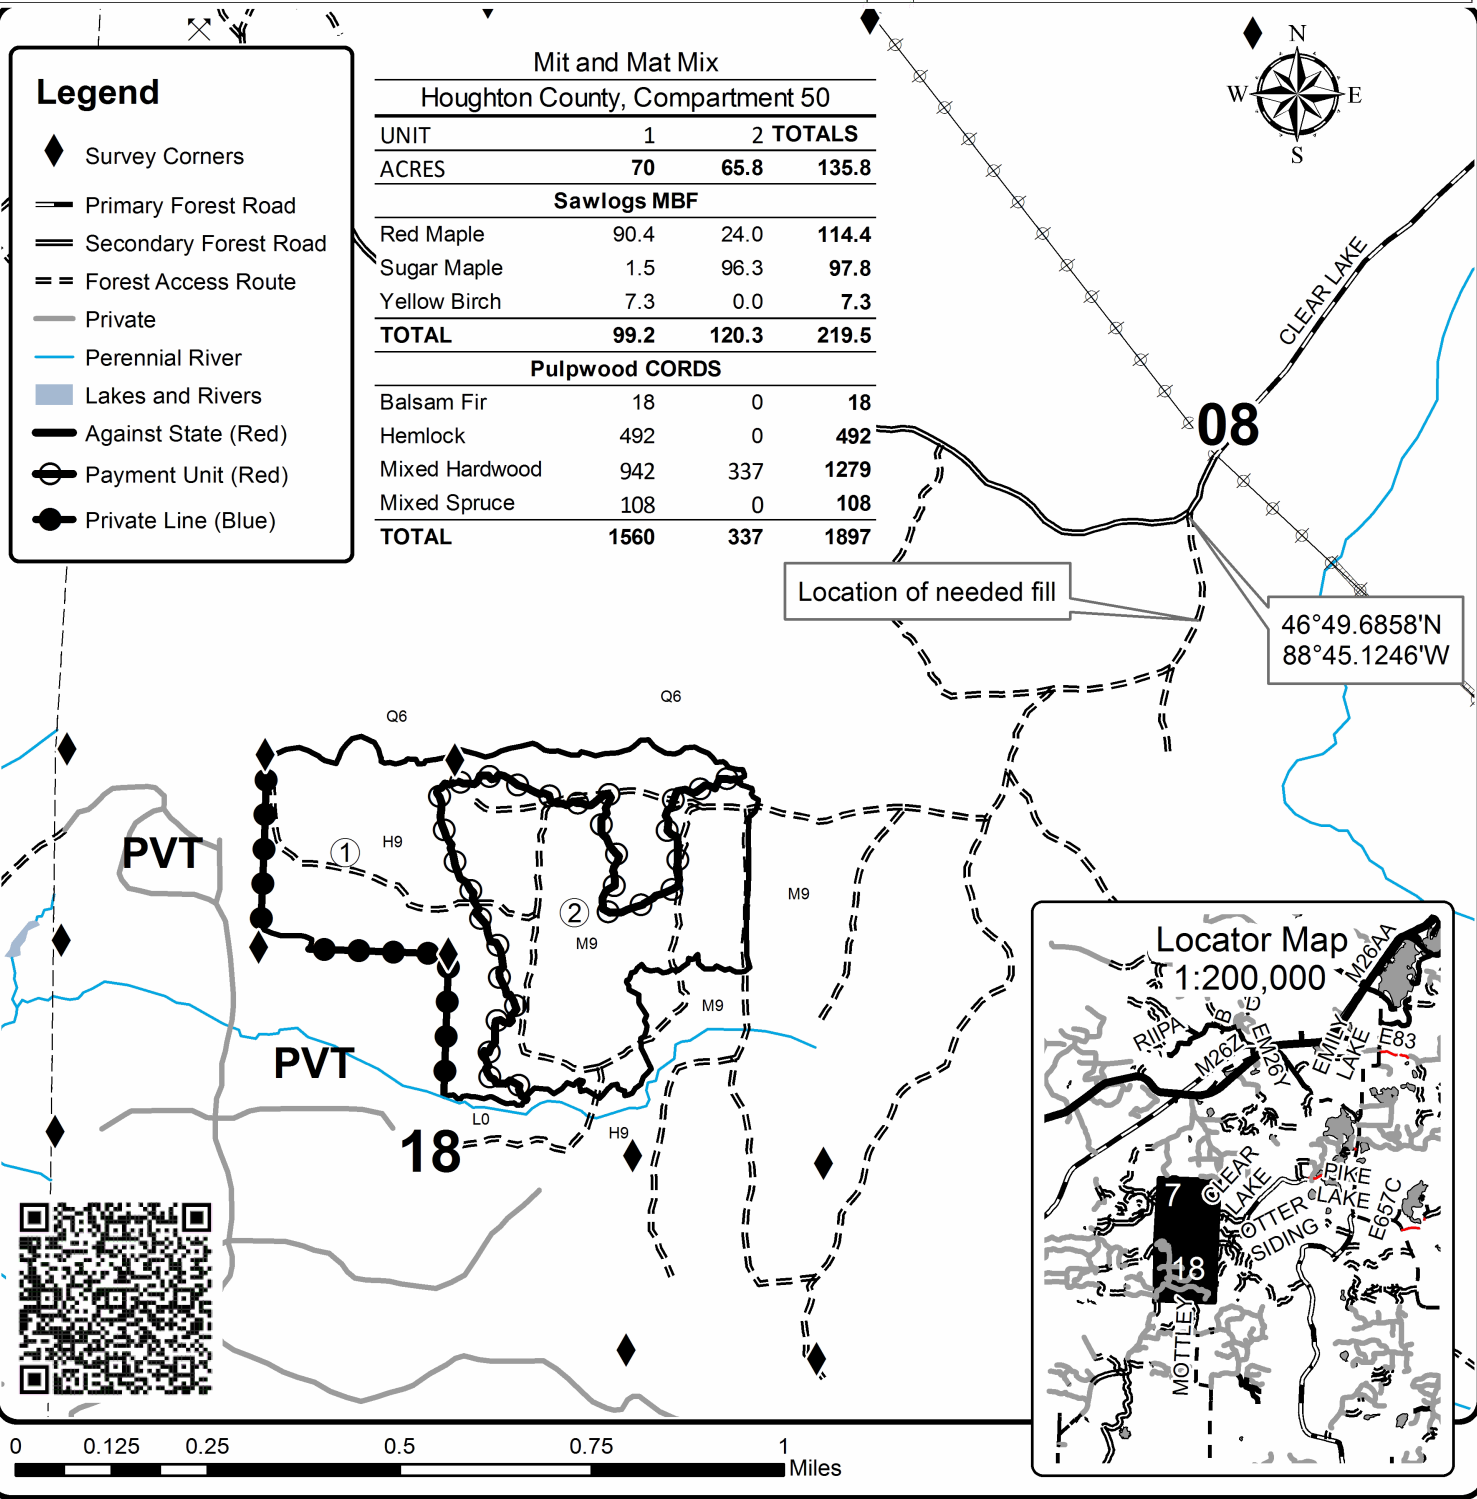 Legend
Survey Corners
Primary Forest Road
Secondary Forest Road
Forest Access Route
Private
Perennial River
Lakes and Rivers
Against State (Red)
Payment Unit (Red)
Private Line (Blue)
Mit and Mat Mix
Houghton County, Compartment 50
UNIT 1 2 TOTALS
ACRES 70 65.8 135.8
Sawlogs MBF
Red Maple 90.4 24.0 114.4
Sugar Maple 1.5 96.3 97.8
Yellow Birch 7.3 0.0 7.3
TOTAL 99.2 120.3 219.5
Pulpwood CORDS
Balsam Fir 18 0 18
Hemlock 492 0 492
Mixed Hardwood 942 337 1279
Mixed Spruce 108 0 108
TOTAL 1560 337 1897
N
W E
S
CLEAR LAKE
08
Location of needed fill
46°49.6858'N
88°45.1246'W
Q6
Q6
PVT
1
H9
2
M9
M9
M9
PVT
L0
H9
18
Locator Map
1:200,000
M26AA
RIIPA
B
D
M26Z
EM26Y
EMILY
LAKE
E83
7
CLEAR
LAKE
PIKE
LAKE
OTTER
SIDING
E657C
18
MOTTLEY
0 0.125 0.25 0.5 0.75 1
Miles